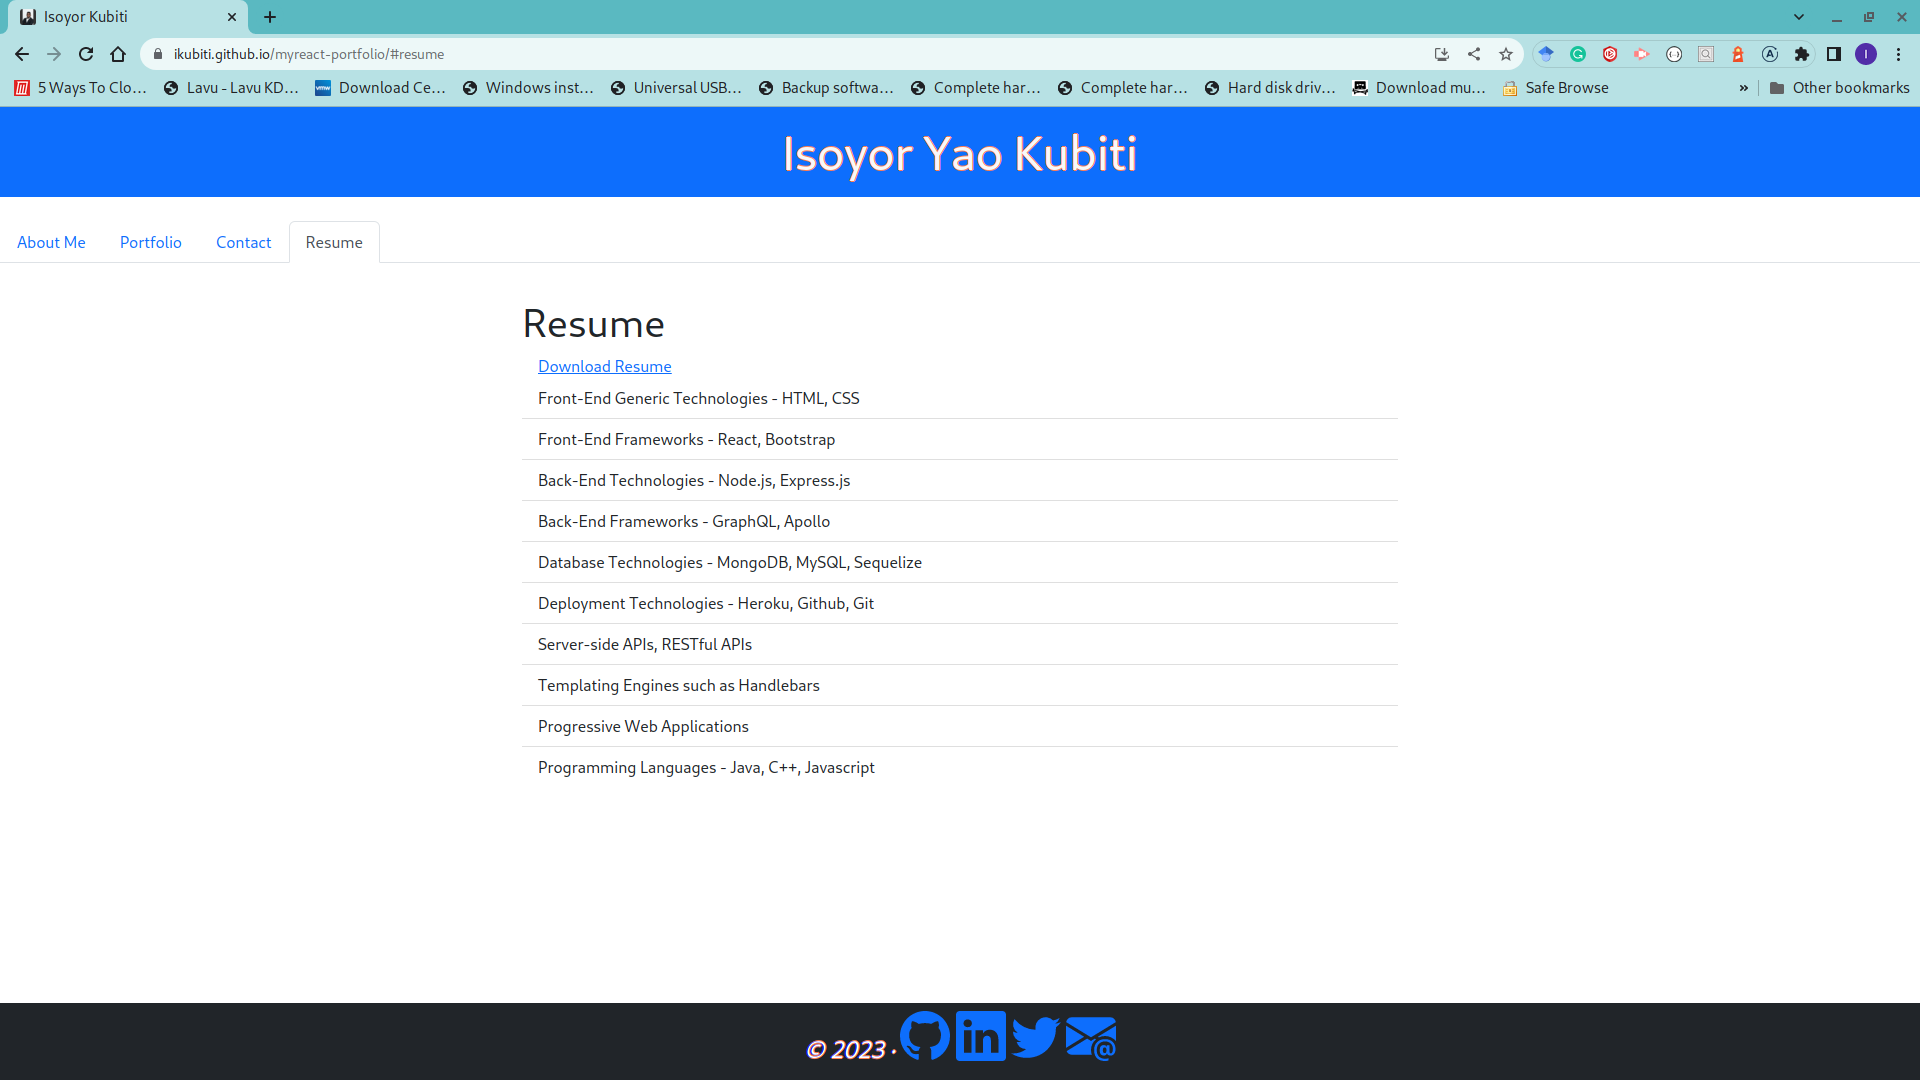 Isoyor Kubiti
ikubiti.github.io/myreact-portfolio/#resume
5 Ways To Clo...
Lavu - Lavu KD...
vmw
Download Ce...
Windows inst...
Universal USB...
Backup softwa...
Complete har...
Complete har...
Hard disk driv...
Download mu...
Safe Browse
»
Other bookmarks
Isoyor Yao Kubiti
About Me
Portfolio
Contact
Resume
Resume
Download Resume
Front-End Generic Technologies - HTML, CSS
Front-End Frameworks - React, Bootstrap
Back-End Technologies - Node.js, Express.js
Back-End Frameworks - GraphQL, Apollo
Database Technologies - MongoDB, MySQL, Sequelize
Deployment Technologies - Heroku, Github, Git
Server-side APIs, RESTful APIs
Templating Engines such as Handlebars
Progressive Web Applications
Programming Languages - Java, C++, Javascript
© 2023 ·